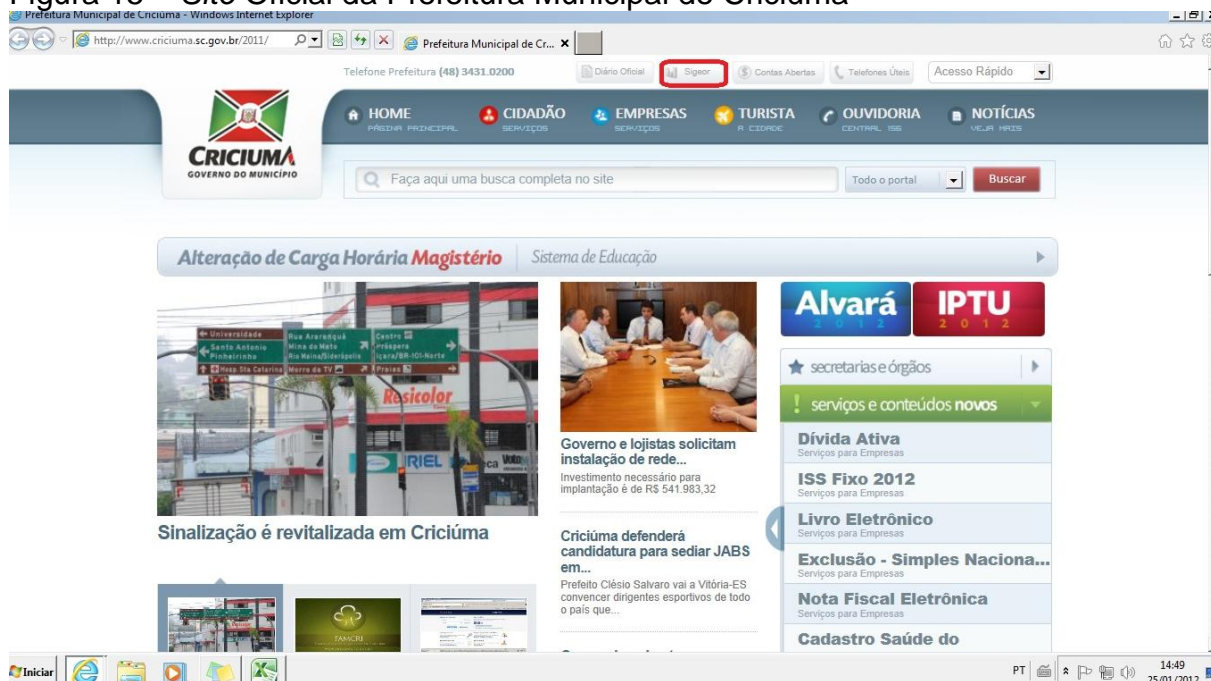 Prefeitura Municipal de Criciúma - Windows Internet Explorer
http://www.criciuma.sc.gov.br/2011/
Prefeitura Municipal de Cr...
Telefone Prefeitura (48) 3431.0200
Diário Oficial
Sigeor
Contas Abertas
Telefones Úteis
Acesso Rápido
CRICIUMA
GOVERNO DO MUNICÍPIO
HOME
PÁGINA PRINCIPAL
CIDADÃO
SERVIÇOS
EMPRESAS
SERVIÇOS
TURISTA
A CIDADE
OUVIDORIA
CENTRAL 156
NOTÍCIAS
VEJA MAIS
Faça aqui uma busca completa no site
Todo o portal
Buscar
Alteração de Carga Horária Magistério
Sistema de Educação
Universidade
Santo Antonio
Pinheirinho
Hosp. Sta Catarina
Rua Araranguá
Mina do Mato
Rio Maina/Siderópolis
Morro da TV
Centro
Próspera
Içara/BR-101-Norte
Praias
Resicolor
IRIEL
Sinalização é revitalizada em Criciúma
FAMCRI
Governo e lojistas solicitam
instalação de rede...
Investimento necessário para
implantação é de R$ 541.983,32
Criciúma defenderá
candidatura para sediar JABS
em...
Prefeito Clésio Salvaro vai a Vitória-ES
convencer dirigentes esportivos de todo
o país que...
Alvará
2012
IPTU
2012
secretarias e órgãos
serviços e conteúdos novos
Dívida Ativa
Serviços para Empresas
ISS Fixo 2012
Serviços para Empresas
Livro Eletrônico
Serviços para Empresas
Exclusão - Simples Naciona...
Serviços para Empresas
Nota Fiscal Eletrônica
Serviços para Empresas
Cadastro Saúde do
Iniciar
PT
14:49
25/01/2012